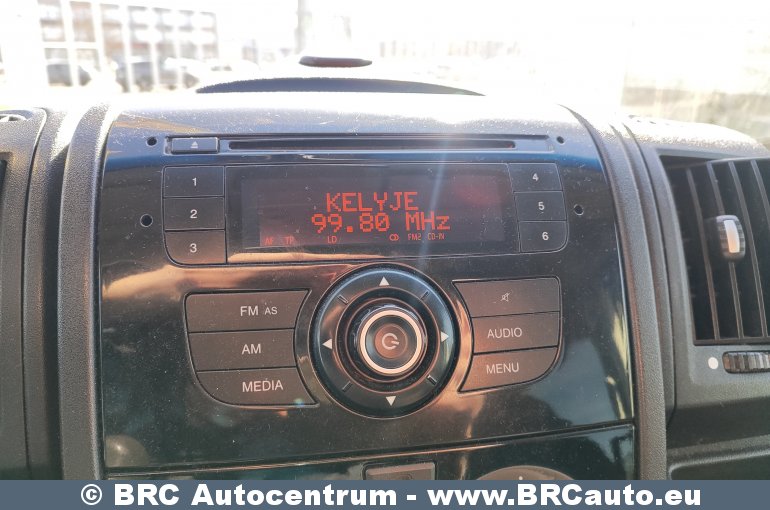 1
2
3
KELYJE
99.80 MHz
AF TP LD CD FM2 CD-IN
4
5
6
FM AS
AM
MEDIA
AUDIO
MENU
© BRC Autocentrum - www.BRCauto.eu